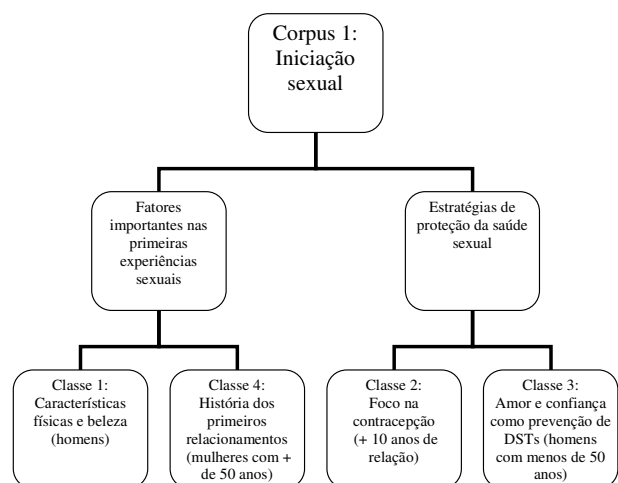 Corpus 1:
Iniciação
sexual
Fatores
importantes nas
primeiras
experiências
sexuais
Estratégias de
proteção da saúde
sexual
Classe 1:
Características
físicas e beleza
(homens)
Classe 4:
História dos
primeiros
relacionamentos
(mulheres com +
de 50 anos)
Classe 2:
Foco na
contracepção
(+ 10 anos de
relação)
Classe 3:
Amor e confiança
como prevenção de
DSTs (homens
com menos de 50
anos)